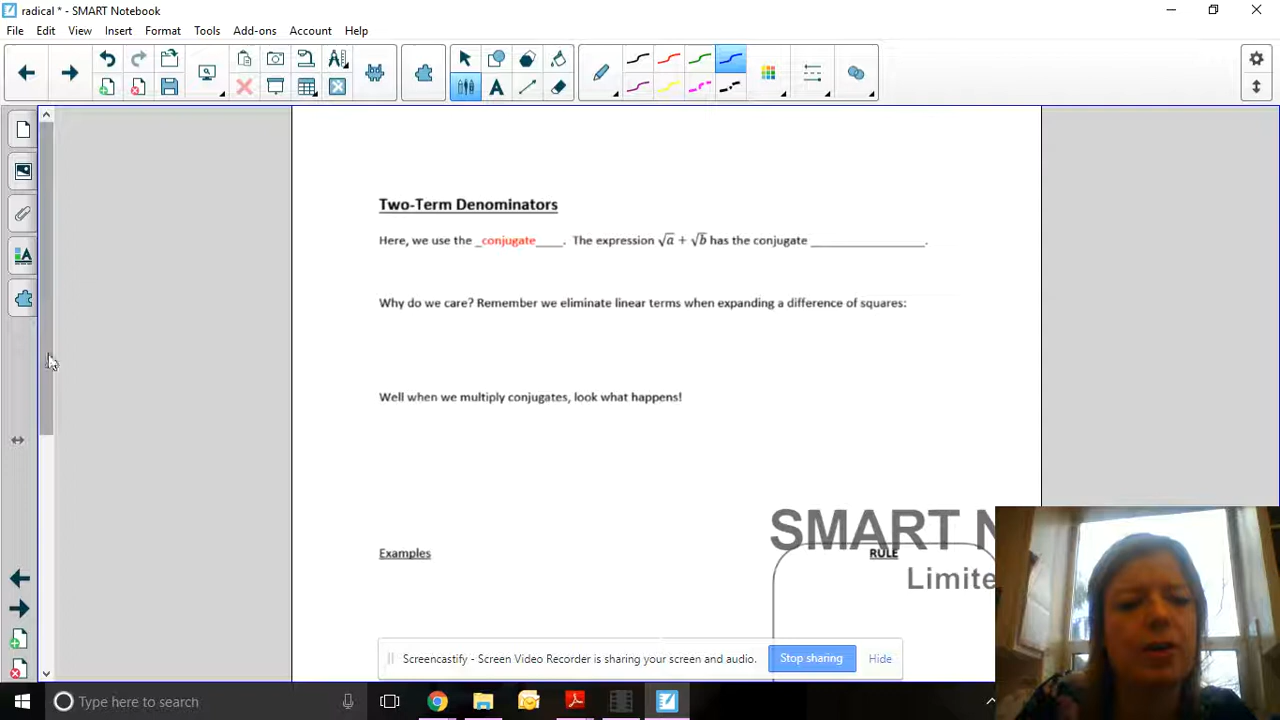 radical * - SMART Notebook
File Edit View Insert Format Tools Add-ons Account Help
Two-Term Denominators
Here, we use the _conjugate____. The expression √a + √b has the conjugate ___________________.
Why do we care? Remember we eliminate linear terms when expanding a difference of squares:
Well when we multiply conjugates, look what happens!
SMART N
Examples
RULE
Limite
Screencastify - Screen Video Recorder is sharing your screen and audio. Stop sharing Hide
Type here to search